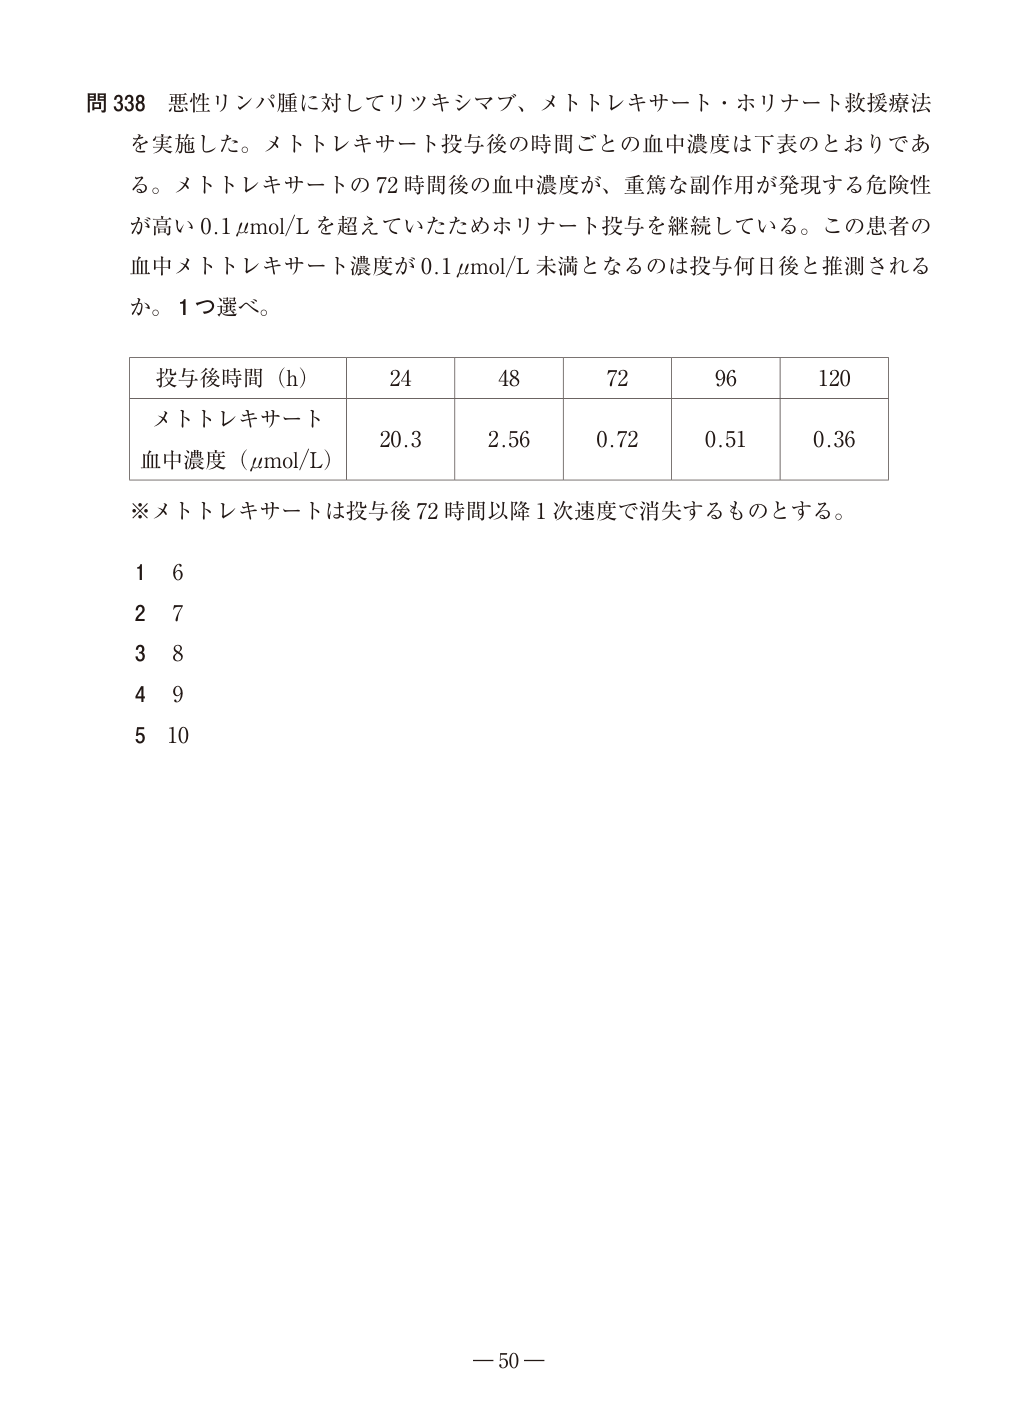 問 338　悪性リンパ腫に対してリツキシマブ、メトトレキサート・ホリナート救援療法
を実施した。メトトレキサート投与後の時間ごとの血中濃度は下表のとおりであ
る。メトトレキサートの 72 時間後の血中濃度が、重篤な副作用が発現する危険性
が高い 0.1 μmol/L を超えていたためホリナート投与を継続している。この患者の
血中メトトレキサート濃度が 0.1 μmol/L 未満となるのは投与何日後と推測される
か。1 つ選べ。
投与後時間（h） 24 48 72 96 120
メトトレキサート
血中濃度（μmol/L） 20.3 2.56 0.72 0.51 0.36
※メトトレキサートは投与後 72 時間以降 1 次速度で消失するものとする。
1　6
2　7
3　8
4　9
5　10
― 50 ―